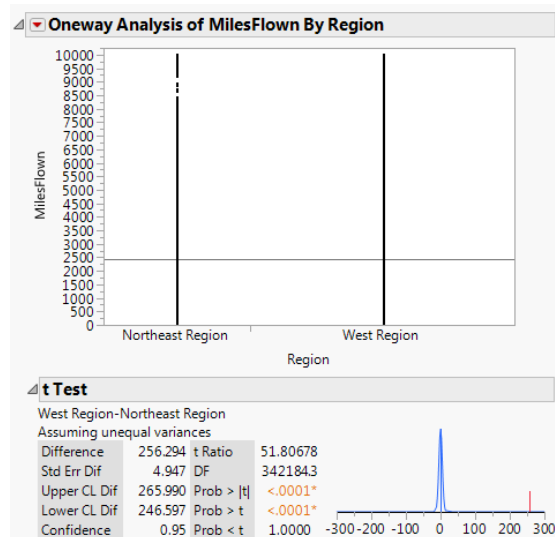 Oneway Analysis of MilesFlown By Region
10000
9500
9000
8500
8000
7500
7000
6500
6000
5500
5000
4500
4000
3500
3000
2500
2000
1500
1000
500
0
MilesFlown
Northeast Region West Region
Region
t Test
West Region-Northeast Region
Assuming unequal variances
Difference 256.294 t Ratio 51.80678
Std Err Dif 4.947 DF 3421843
Upper CL Dif 265.990 Prob > |t| <.0001*
Lower CL Dif 246.597 Prob > t <.0001*
Confidence 0.95 Prob < t 1.0000
-300 -200 -100 0 100 200 300